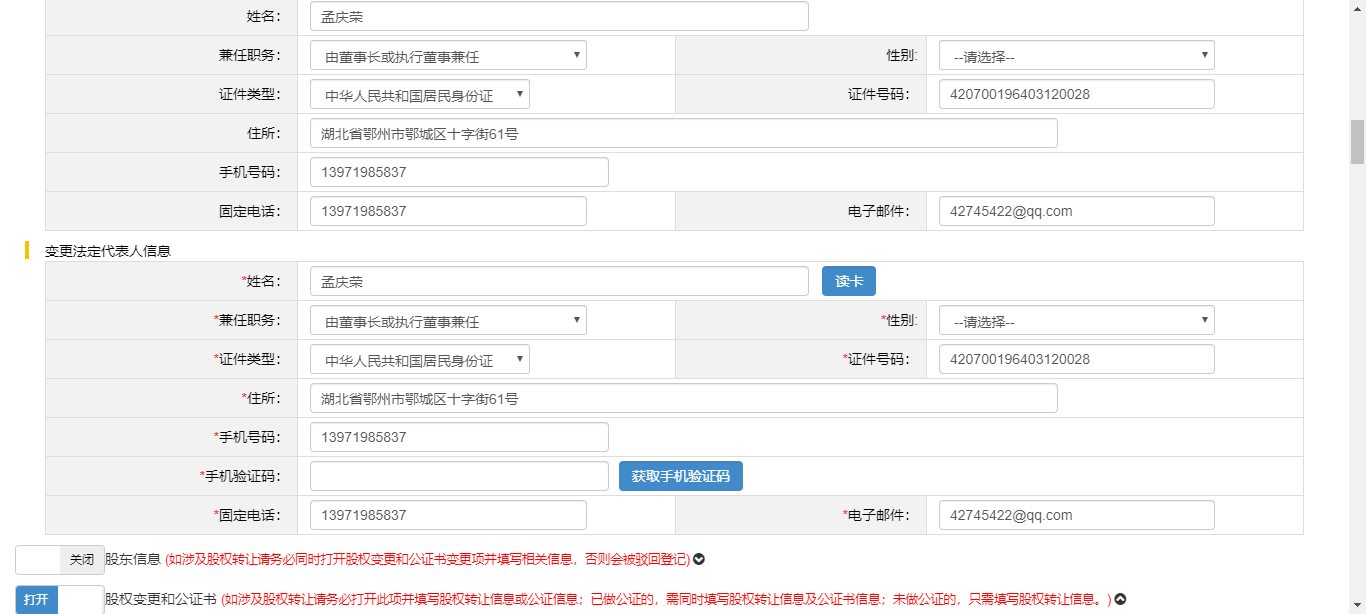 姓名： 孟庆荣
兼任职务： 由董事长或执行董事兼任 性别: --请选择--
证件类型： 中华人民共和国居民身份证 证件号码： 420700196403120028
住所： 湖北省鄂州市鄂城区十字街61号
手机号码： 13971985837
固定电话： 13971985837 电子邮件： 42745422@qq.com
变更法定代表人信息
*姓名： 孟庆荣 读卡
*兼任职务： 由董事长或执行董事兼任 *性别: --请选择--
*证件类型： 中华人民共和国居民身份证 *证件号码： 420700196403120028
*住所： 湖北省鄂州市鄂城区十字街61号
*手机号码： 13971985837
*手机验证码： 获取手机验证码
*固定电话： 13971985837 *电子邮件： 42745422@qq.com
关闭 股东信息 (如涉及股权转让请务必同时打开股权变更和公证书变更项并填写相关信息，否则会被驳回登记)
打开 股权变更和公证书 (如涉及股权转让请务必打开此项并填写股权转让信息或公证信息；已做公证的，需同时填写股权转让信息及公证书信息；未做公证的，只需填写股权转让信息。)